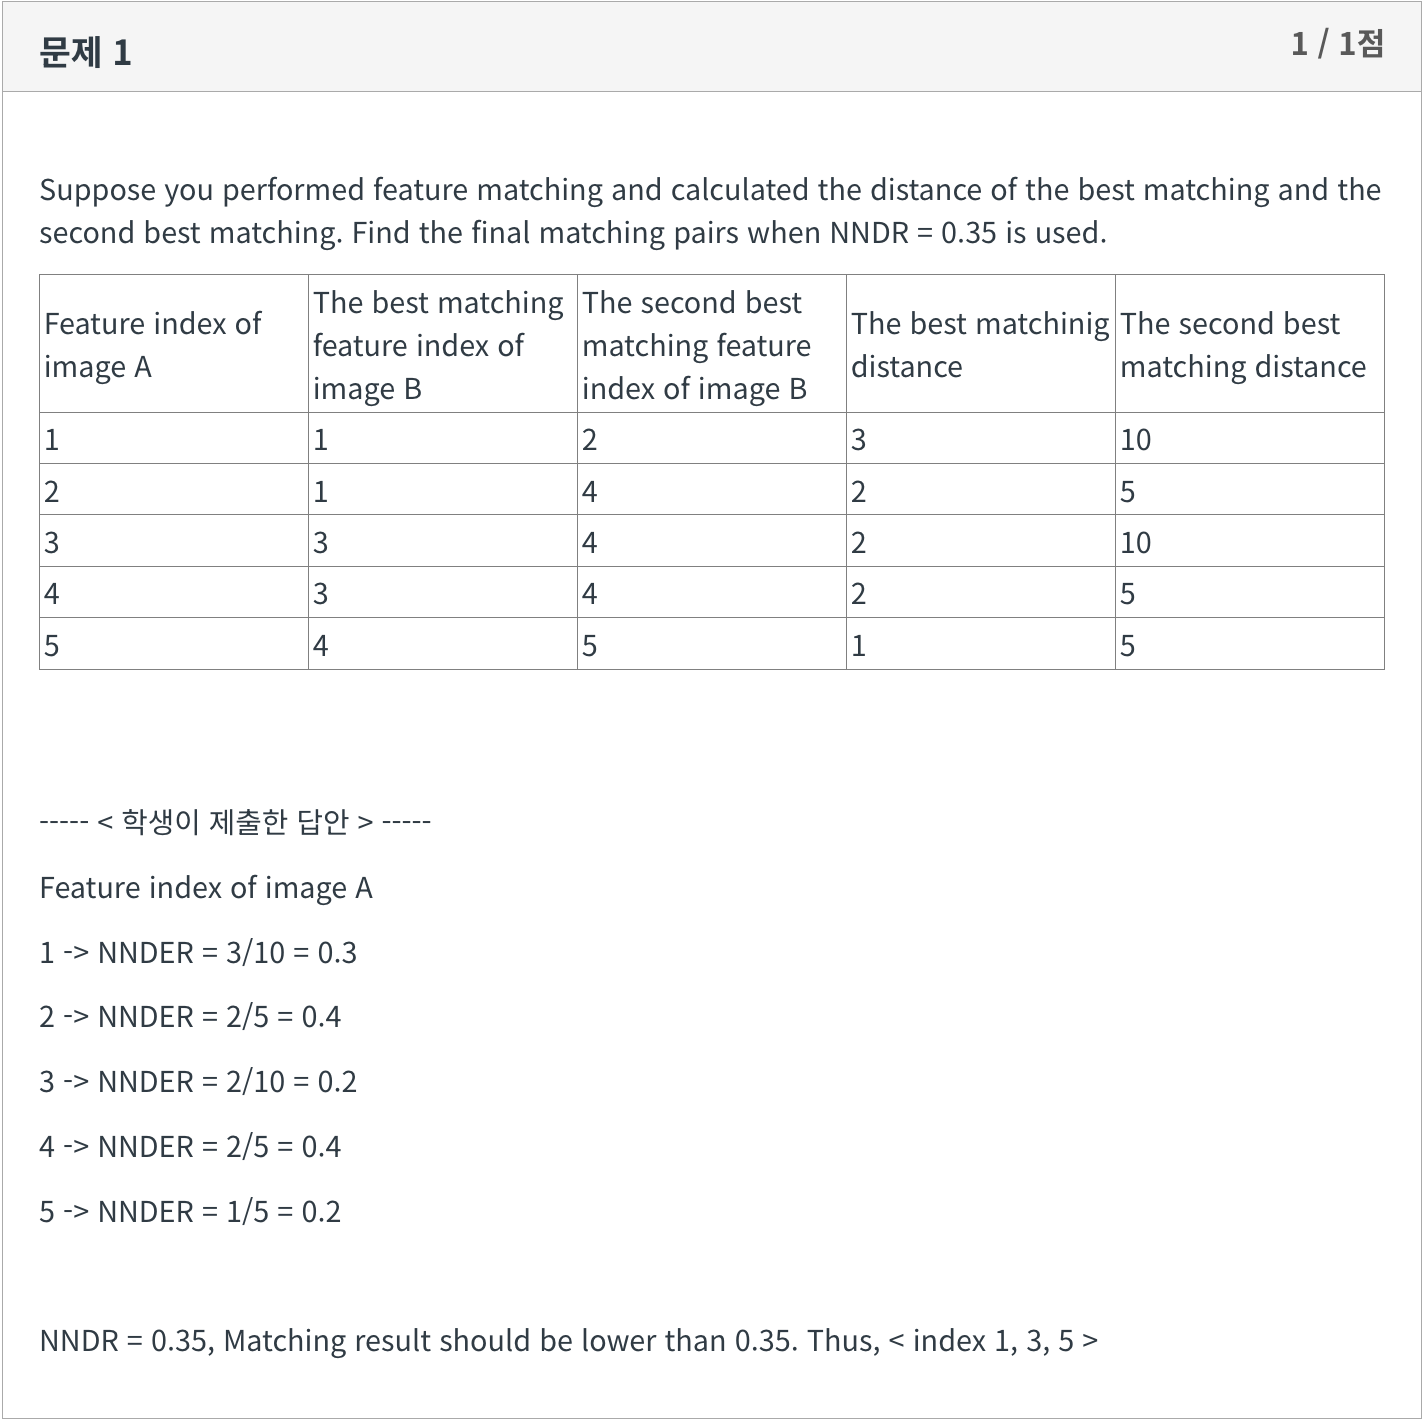 문제 1
1 / 1점
Suppose you performed feature matching and calculated the distance of the best matching and the
second best matching. Find the final matching pairs when NNDR = 0.35 is used.
Feature index of image A | The best matching feature index of image B | The second best matching feature index of image B | The best matchinig distance | The second best matching distance
1 | 1 | 2 | 3 | 10
2 | 1 | 4 | 2 | 5
3 | 3 | 4 | 2 | 10
4 | 3 | 4 | 2 | 5
5 | 4 | 5 | 1 | 5
----- < 학생이 제출한 답안 > -----
Feature index of image A
1 -> NNDER = 3/10 = 0.3
2 -> NNDER = 2/5 = 0.4
3 -> NNDER = 2/10 = 0.2
4 -> NNDER = 2/5 = 0.4
5 -> NNDER = 1/5 = 0.2
NNDR = 0.35, Matching result should be lower than 0.35. Thus, < index 1, 3, 5 >